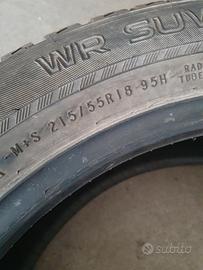 WR SUV
M+S 215/55R18 95H
RAD
TUBE
subito